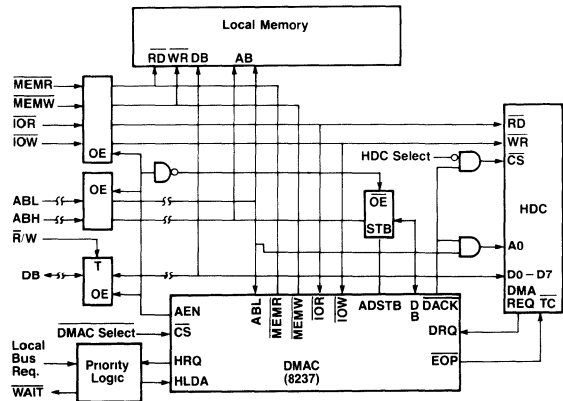 Local Memory
RD WR DB AB
MEMR
MEMW
IOR
IOW
OE
HDC Select
RD
WR
CS
HDC
OE
ABL
ABH
OE
STB
A0
R/W
DB
T
OE
D0 – D7
DMA
REQ TC
AEN
ABL
MEMR
MEMW
IOR
IOW
ADSTB
DB
DACK
DMAC Select
CS
DRQ
Local
Bus
Req.
Priority
Logic
HRQ
HLDA
DMAC
(8237)
EOP
WAIT